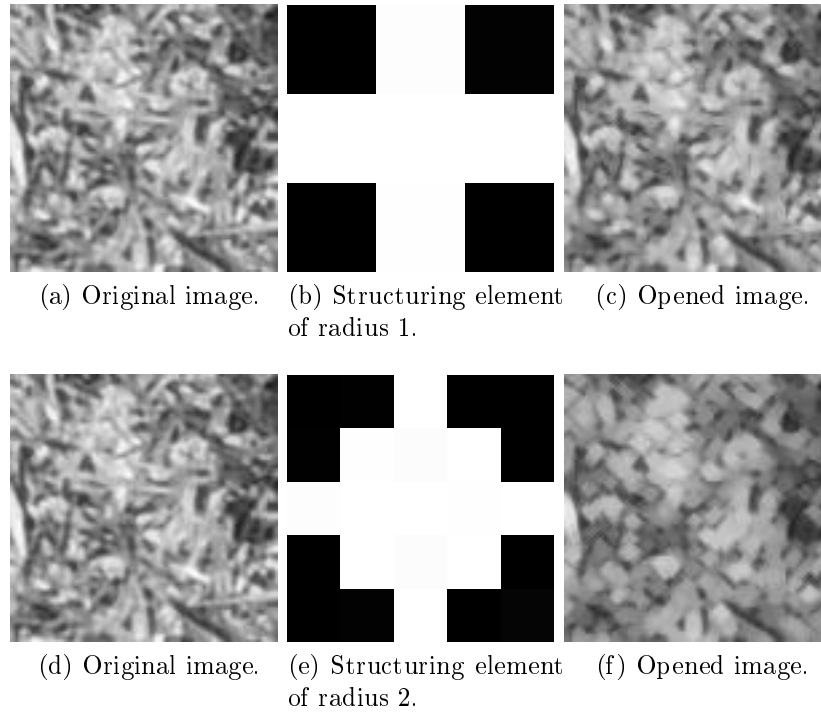 (a) Original image.
(b) Structuring element
of radius 1.
(c) Opened image.
(d) Original image.
(e) Structuring element
of radius 2.
(f) Opened image.